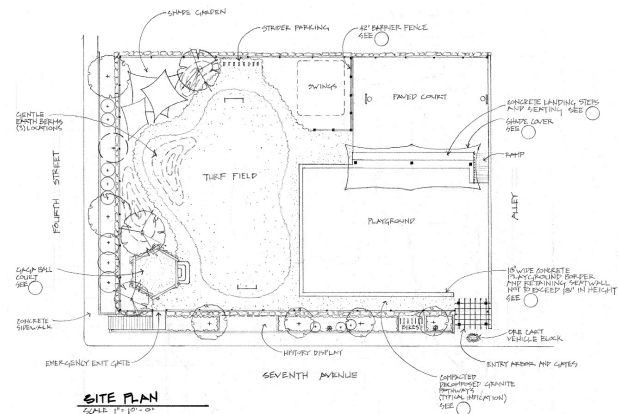 SHADE GARDEN
STRIDER PARKING
42" BARRIER FENCE
SEE
SWINGS
PAVED COURT
CONCRETE LANDING STEPS
AND SEATING SEE
SHADE COVER
SEE
RAMP
GENTLE
EARTH BERMS
(3) LOCATIONS
TURF FIELD
FOURTH STREET
PLAYGROUND
ALLEY
GAGA BALL
COURT
SEE
18" WIDE CONCRETE
PLAYGROUND BORDER
AND RETAINING SEATWALL
NOT TO EXCEED 18" IN HEIGHT
SEE
CONCRETE
SIDEWALK
BIKES
ORE CART
VEHICLE BLOCK
EMERGENCY EXIT GATE
HISTORY DISPLAY
ENTRY ARBOR AND GATES
SEVENTH AVENUE
COMPACTED
DECOMPOSED GRANITE
PATHWAYS
(TYPICAL INDICATION)
SEE
SITE PLAN
SCALE 1" = 10'-0"